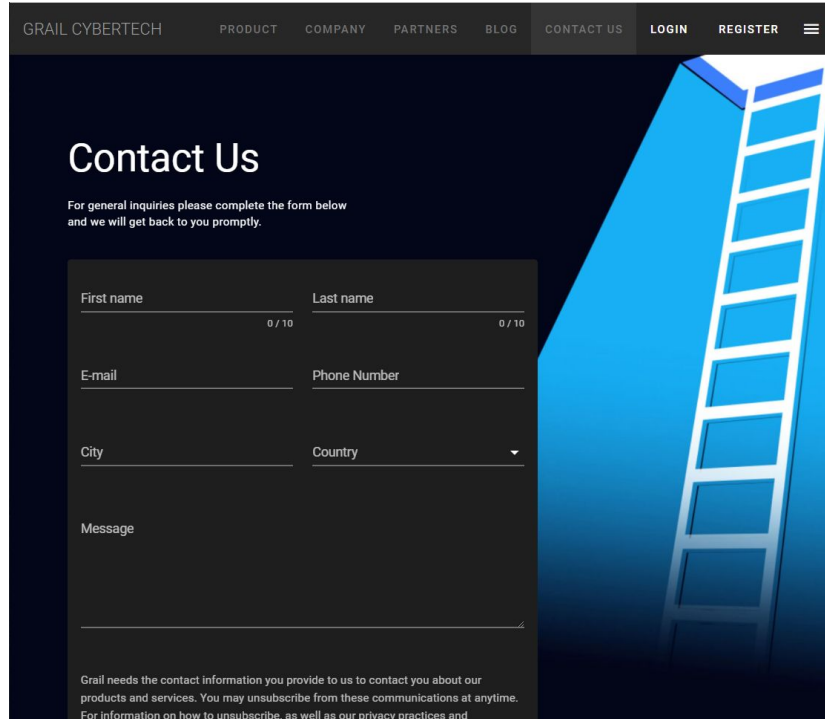 GRAIL CYBERTECH PRODUCT COMPANY PARTNERS BLOG CONTACT US LOGIN REGISTER
Contact Us
For general inquiries please complete the form below
and we will get back to you promptly.
First name Last name
0 / 10 0 / 10
E-mail Phone Number
City Country
Message
Grail needs the contact information you provide to us to contact you about our
products and services. You may unsubscribe from these communications at anytime.
For information on how to unsubscribe, as well as our privacy practices and